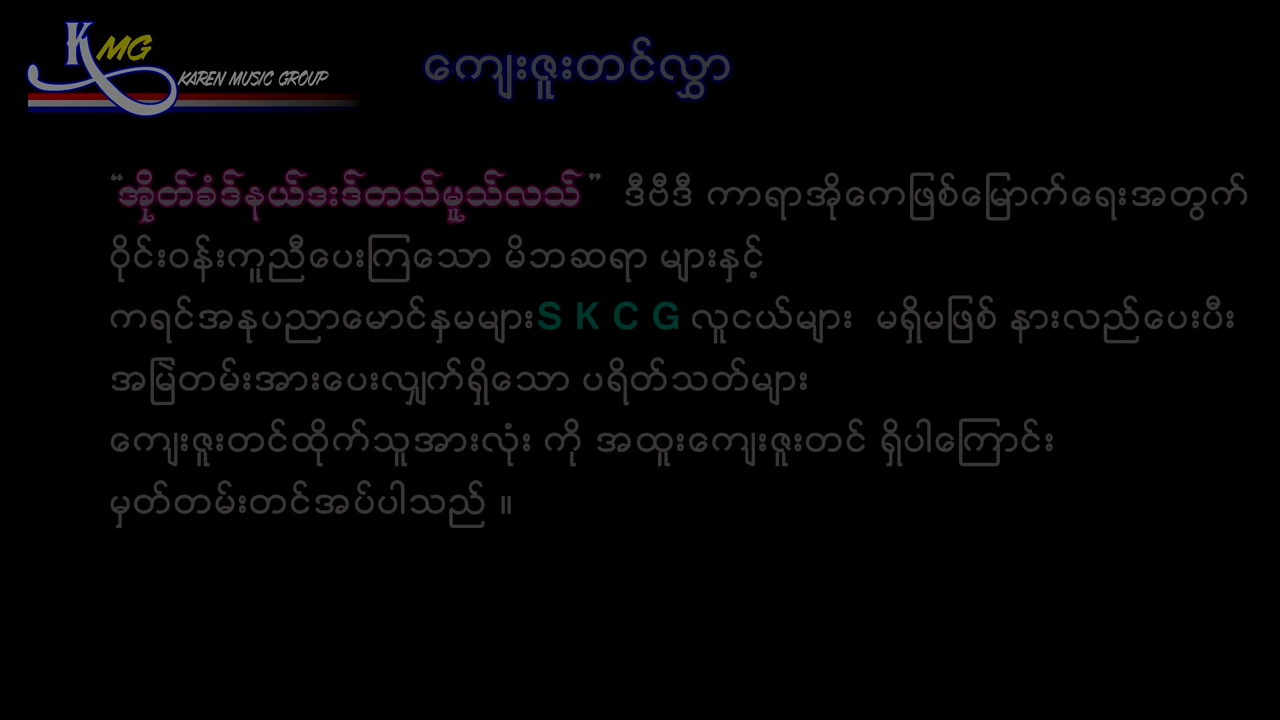 KMG
KAREN MUSIC GROUP
ကျေးဇူးတင်လွှာ
“အိုတ်ခံဒ်နယ်ဒးဒ်တသ်မူသ်လသ်” ဒီဗီဒီ ကာရာအိုကေဖြစ်မြောက်ရေးအတွက်
ဝိုင်းဝန်းကူညီပေးကြသော မိဘဆရာ များနှင့်
ကရင်အနုပညာမောင်နှမများ S K C G လူငယ်များ မရှိမဖြစ် နားလည်ပေးပီး
အမြဲတမ်းအားပေးလျှက်ရှိသော ပရိတ်သတ်များ
ကျေးဇူးတင်ထိုက်သူအားလုံး ကို အထူးကျေးဇူးတင် ရှိပါကြောင်း
မှတ်တမ်းတင်အပ်ပါသည် ။